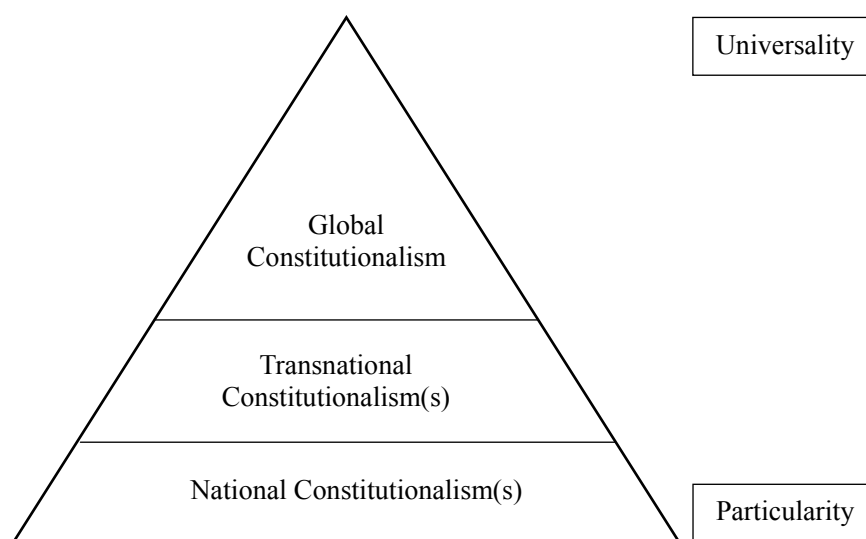 Universality
Global
Constitutionalism
Transnational
Constitutionalism(s)
National Constitutionalism(s)
Particularity